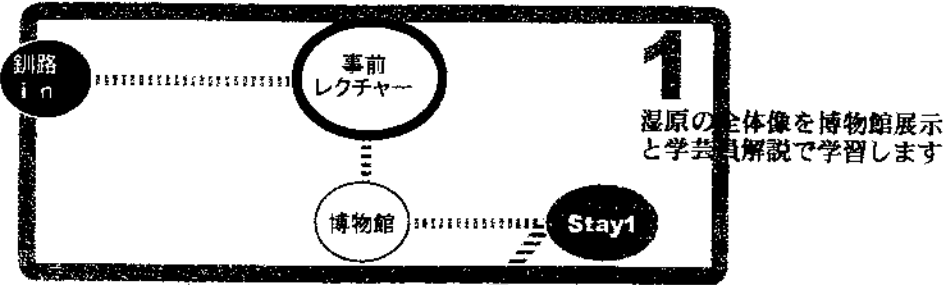 釧路
in
事前
レクチャー
1
湿原の全体像を博物館展示
と学芸員解説で学習します
博物館
Stay1